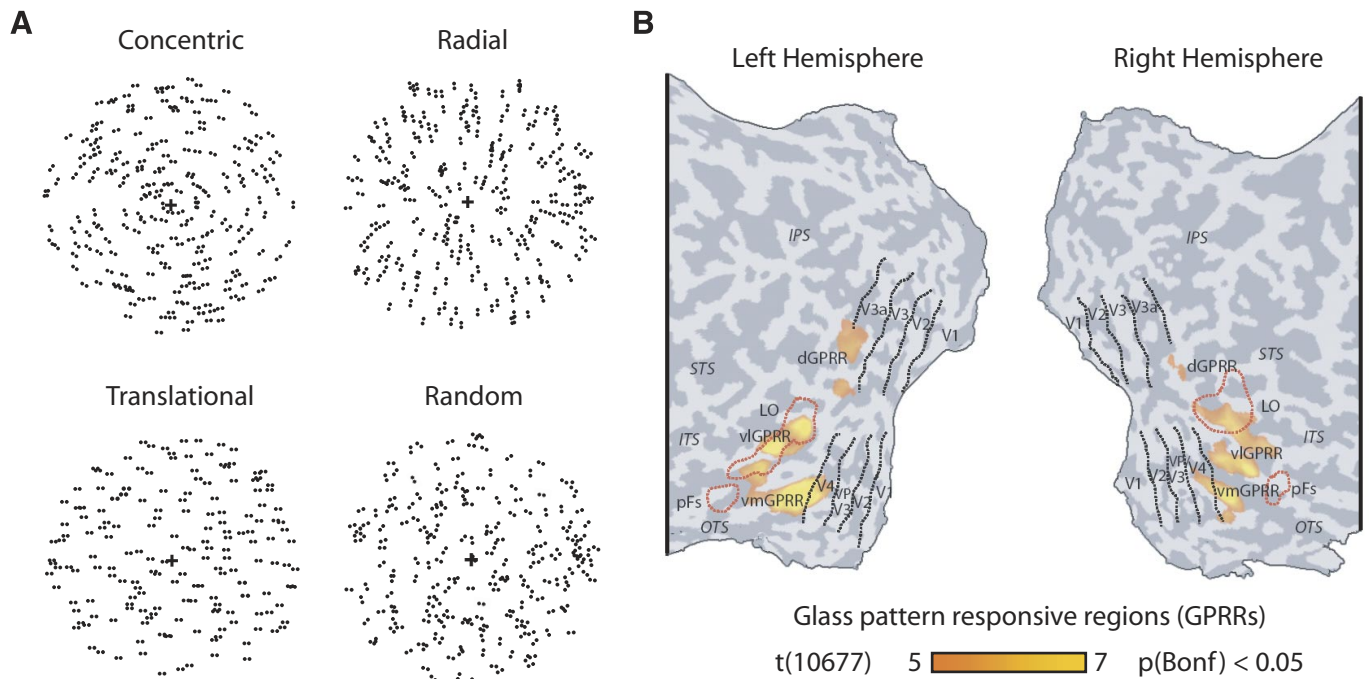 A
Concentric
Radial
Translational
Random
B
Left Hemisphere
Right Hemisphere
IPS
V3a
V3
V2
V1
dGPRR
STS
LO
ITS
vlGPRR
pFs
vmGPRR
V4
VP
V3
V2
V1
OTS
IPS
V1
V2
V3
V3a
dGPRR
STS
LO
ITS
vlGPRR
V1
V2
VP
V3
V4
vmGPRR
pFs
OTS
Glass pattern responsive regions (GPRRs)
t(10677) 5 7 p(Bonf) < 0.05